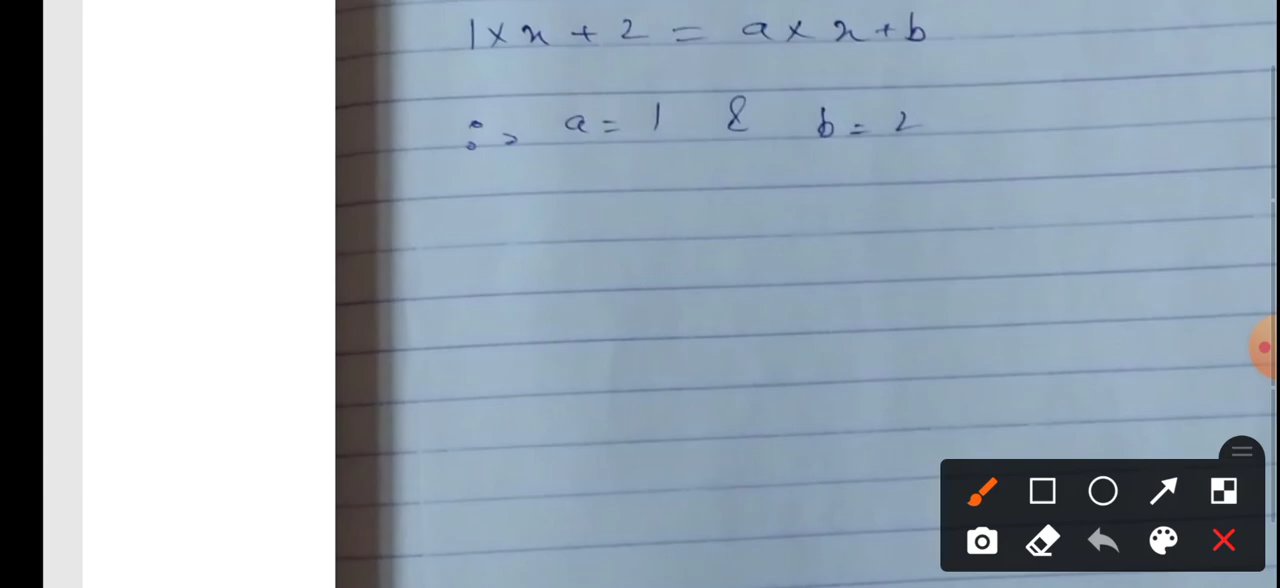 1 × x + 2 = a × x + b
∴ a = 1 & b = 2